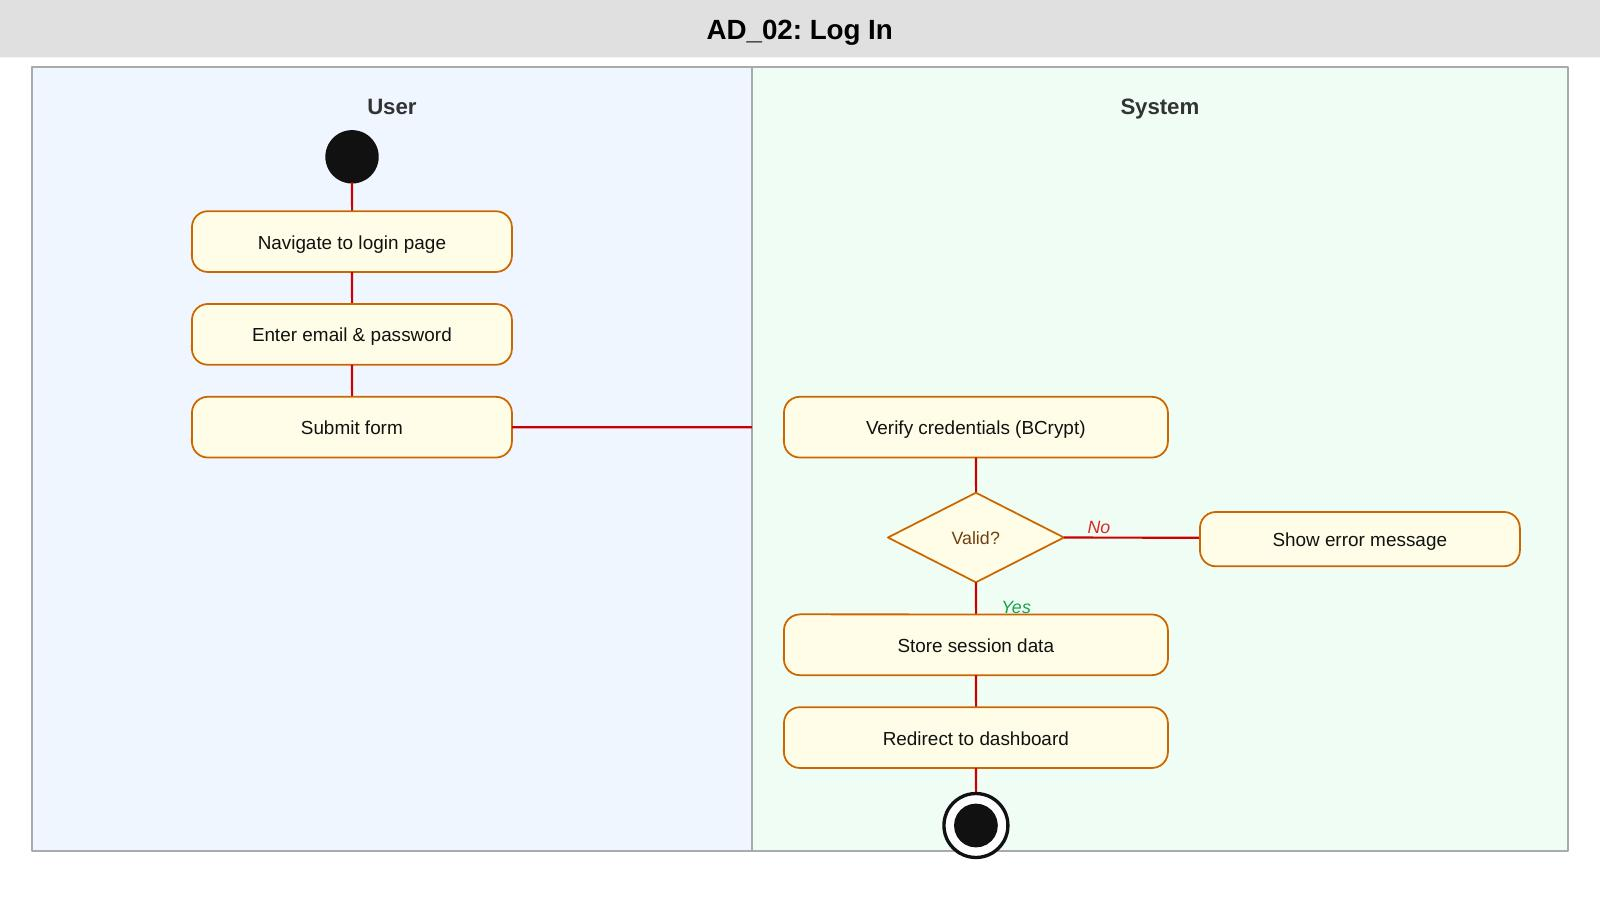 AD_02: Log In
User
System
Navigate to login page
Enter email & password
Submit form
Verify credentials (BCrypt)
Valid?
No
Show error message
Yes
Store session data
Redirect to dashboard